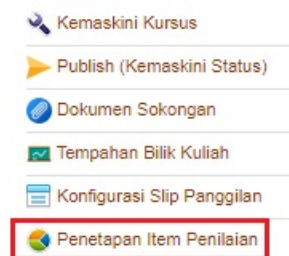 Kemaskini Kursus
Publish (Kemaskini Status)
Dokumen Sokongan
Tempahan Bilik Kuliah
Konfigurasi Slip Panggilan
Penetapan Item Penilaian